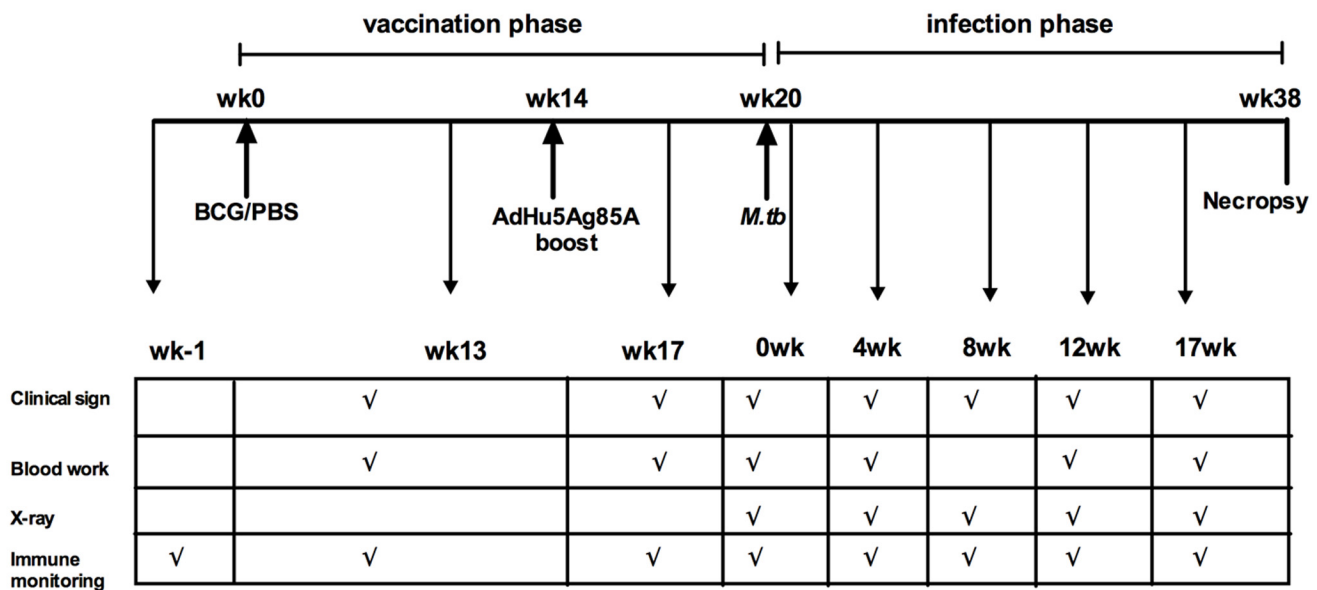 vaccination phase infection phase
wk0 wk14 wk20 wk38
BCG/PBS AdHu5Ag85A boost M.tb Necropsy
wk-1 wk13 wk17 0wk 4wk 8wk 12wk 17wk
Clinical sign √ √ √ √ √ √ √
Blood work √ √ √ √ √ √
X-ray √ √ √ √ √
Immune monitoring √ √ √ √ √ √ √ √